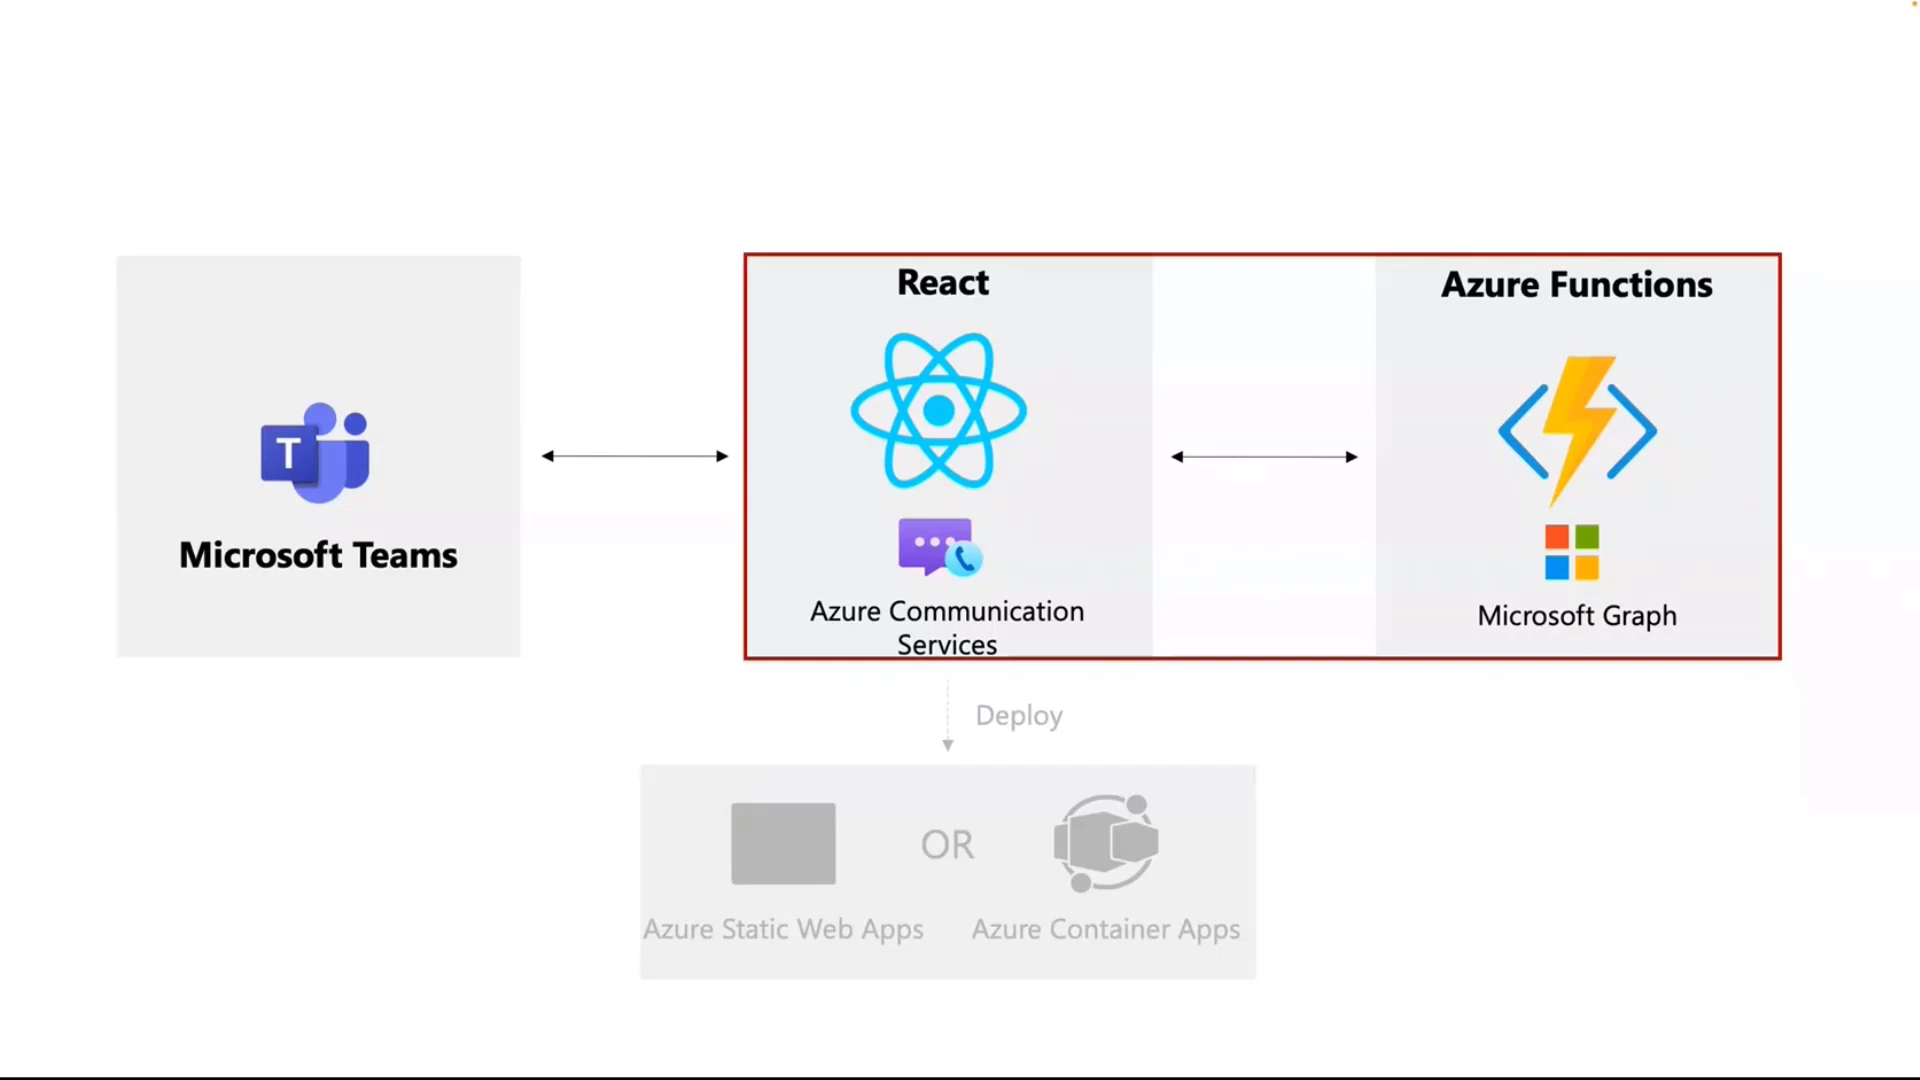 React
Azure Functions
T
Microsoft Teams
Azure Communication
Services
Microsoft Graph
Deploy
OR
Azure Static Web Apps
Azure Container Apps